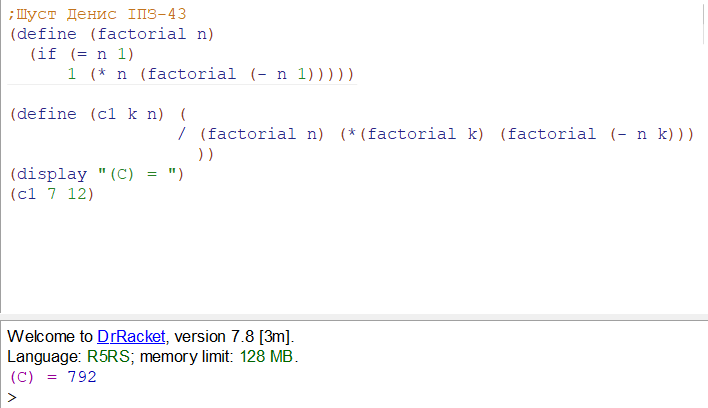 ;Шуст Денис ІПЗ-43
(define (factorial n)
  (if (= n 1)
      1 (* n (factorial (- n 1)))))
(define (c1 k n) (
                 / (factorial n) (*(factorial k) (factorial (- n k)))
                   ))
(display "(C) = ")
(c1 7 12)
Welcome to DrRacket, version 7.8 [3m].
Language: R5RS; memory limit: 128 MB.
(C) = 792
>